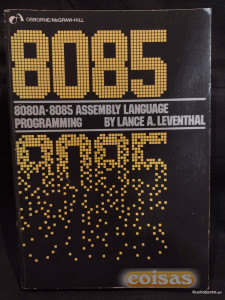 OSBORNE/McGRAW-HILL
8085
8080A·8085 ASSEMBLY LANGUAGE
PROGRAMMING BY LANCE A. LEVENTHAL
8085
coisas